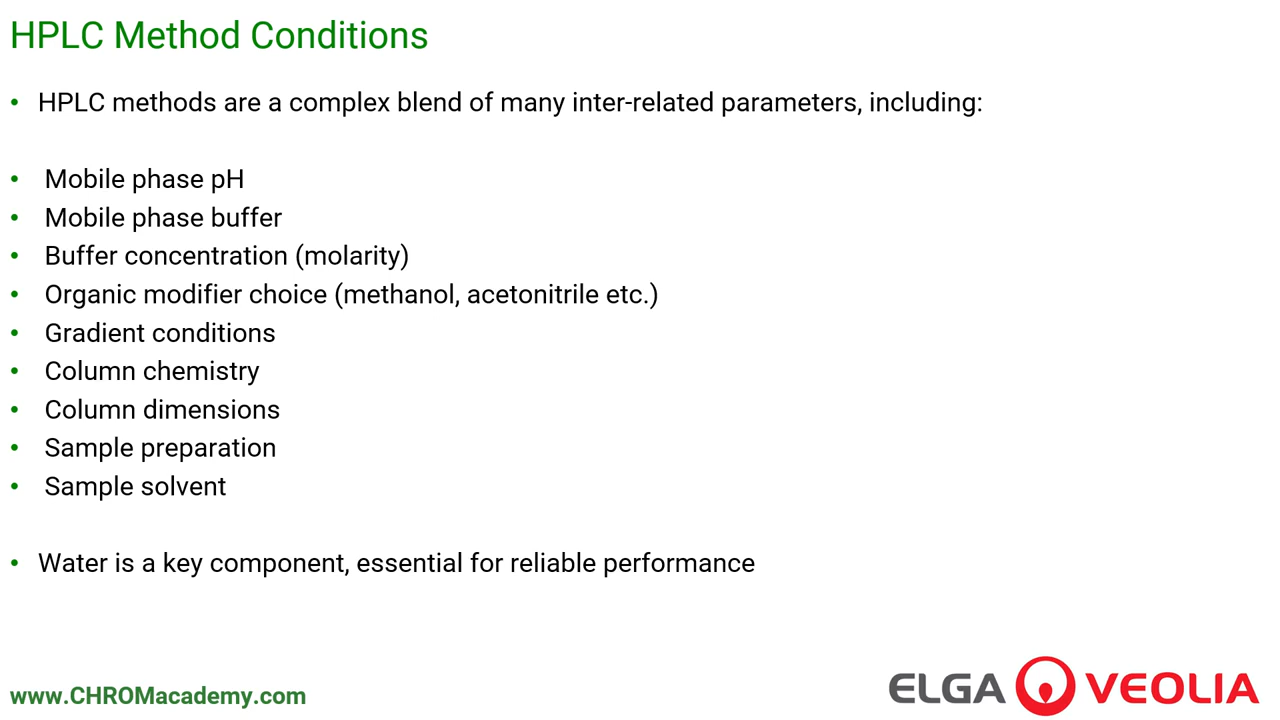 HPLC Method Conditions
• HPLC methods are a complex blend of many inter-related parameters, including:
• Mobile phase pH
• Mobile phase buffer
• Buffer concentration (molarity)
• Organic modifier choice (methanol, acetonitrile etc.)
• Gradient conditions
• Column chemistry
• Column dimensions
• Sample preparation
• Sample solvent
• Water is a key component, essential for reliable performance
www.CHROMacademy.com
ELGA VEOLIA